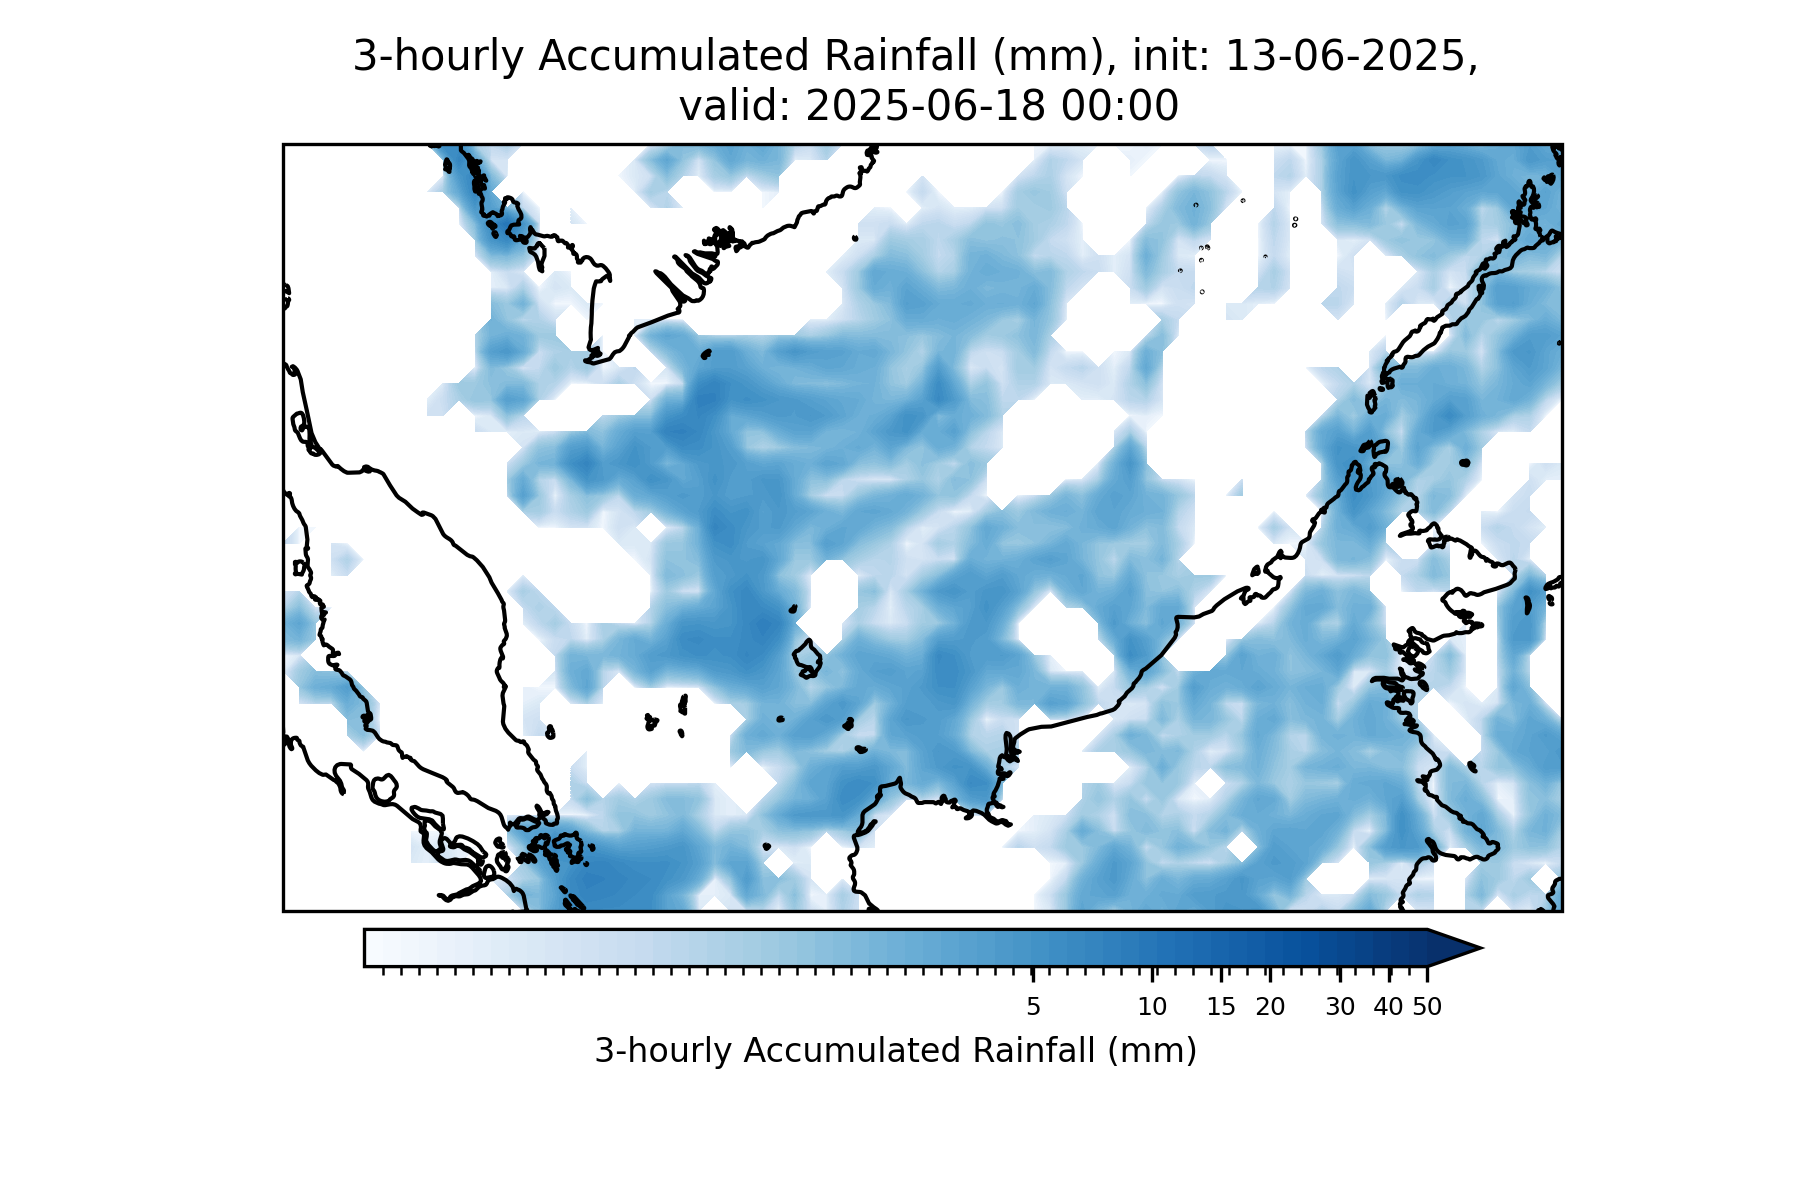 3-hourly Accumulated Rainfall (mm), init: 13-06-2025,
valid: 2025-06-18 00:00
5 10 15 20 30 40 50
3-hourly Accumulated Rainfall (mm)